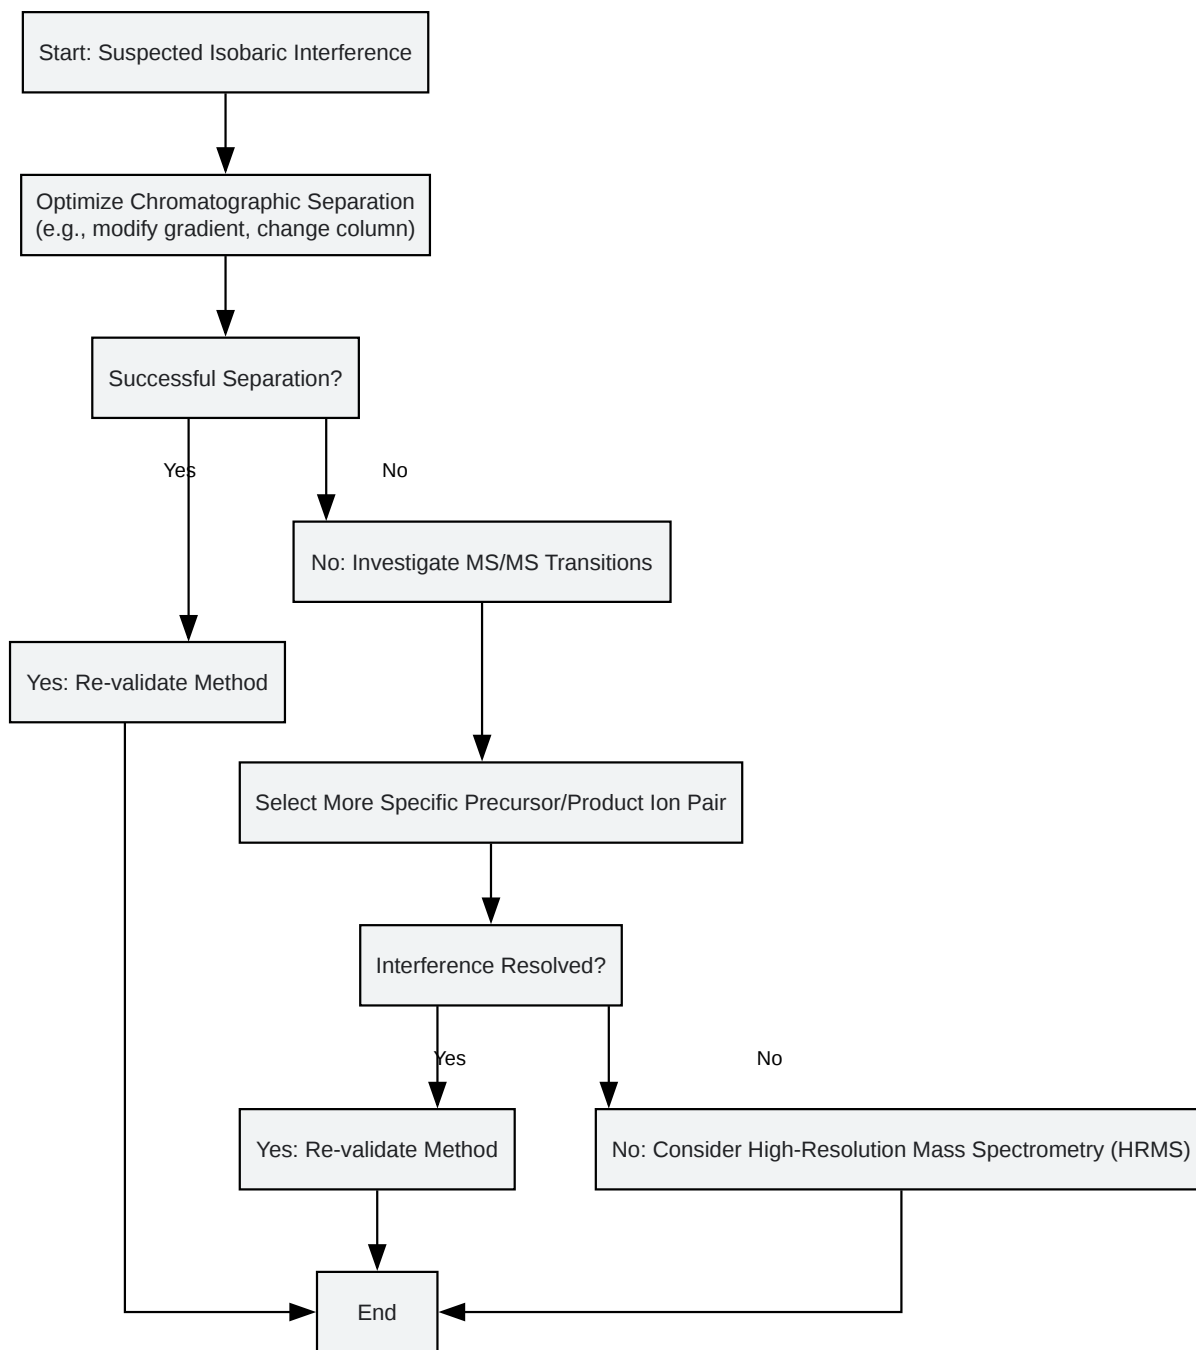 Start: Suspected Isobaric Interference
Optimize Chromatographic Separation
(e.g., modify gradient, change column)
Successful Separation?
Yes
No
No: Investigate MS/MS Transitions
Yes: Re-validate Method
Select More Specific Precursor/Product Ion Pair
Interference Resolved?
Yes
No
Yes: Re-validate Method
No: Consider High-Resolution Mass Spectrometry (HRMS)
End